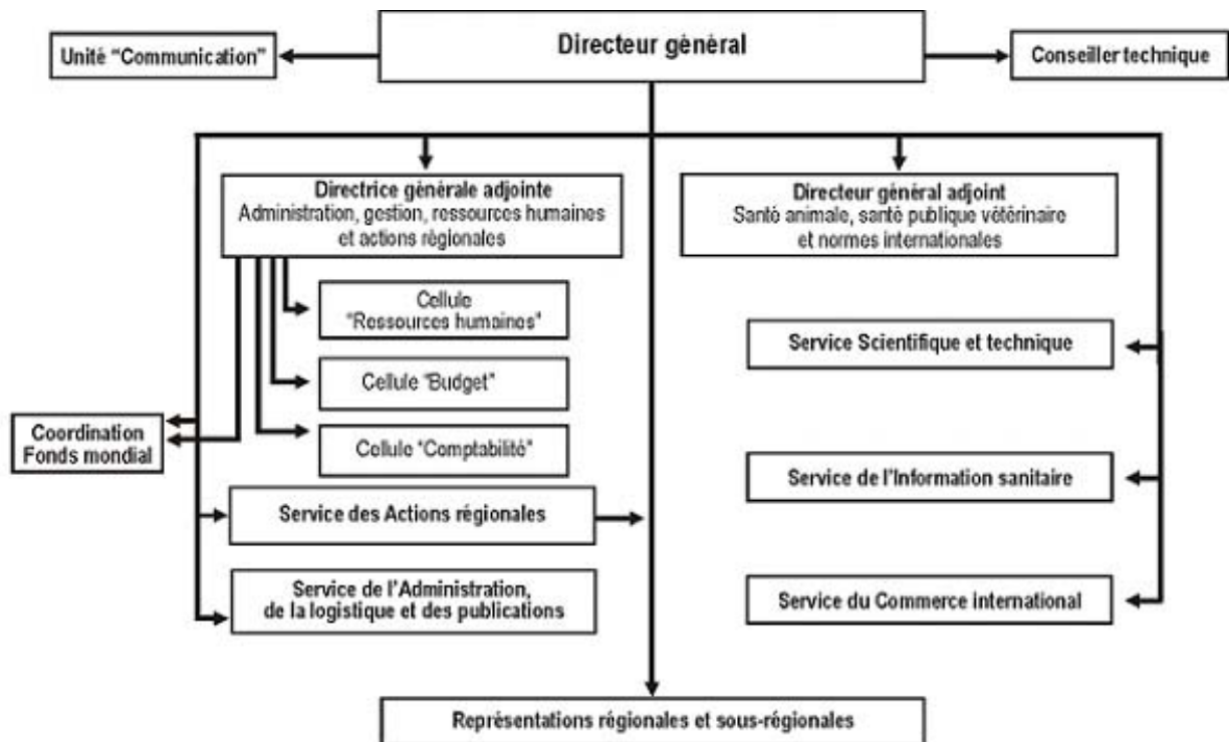 Directeur général
Unité "Communication"
Conseiller technique
Directrice générale adjointe
Administration, gestion, ressources humaines
et actions régionales
Directeur général adjoint
Santé animale, santé publique vétérinaire
et normes internationales
Cellule
"Ressources humaines"
Cellule "Budget"
Cellule "Comptabilité"
Coordination
Fonds mondial
Service des Actions régionales
Service de l'Administration,
de la logistique et des publications
Service Scientifique et technique
Service de l'Information sanitaire
Service du Commerce international
Représentations régionales et sous-régionales